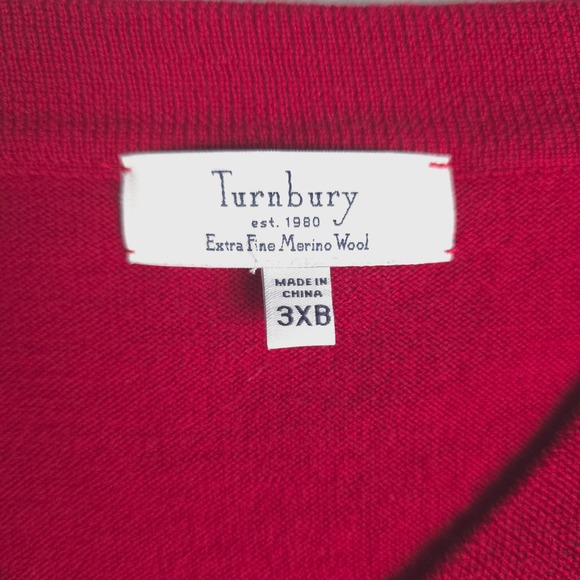 Turnbury
est. 1980
Extra Fine Merino Wool
MADE IN
CHINA
3XB